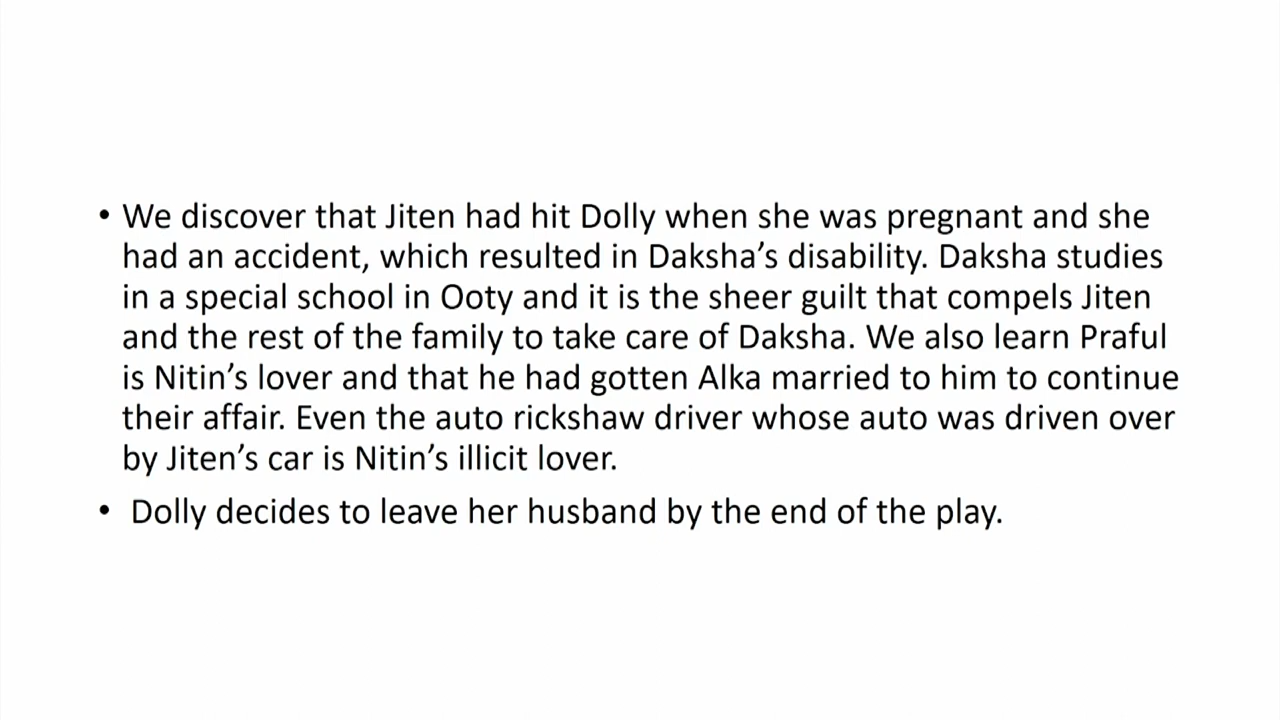 • We discover that Jiten had hit Dolly when she was pregnant and she
had an accident, which resulted in Daksha’s disability. Daksha studies
in a special school in Ooty and it is the sheer guilt that compels Jiten
and the rest of the family to take care of Daksha. We also learn Praful
is Nitin’s lover and that he had gotten Alka married to him to continue
their affair. Even the auto rickshaw driver whose auto was driven over
by Jiten’s car is Nitin’s illicit lover.
• Dolly decides to leave her husband by the end of the play.